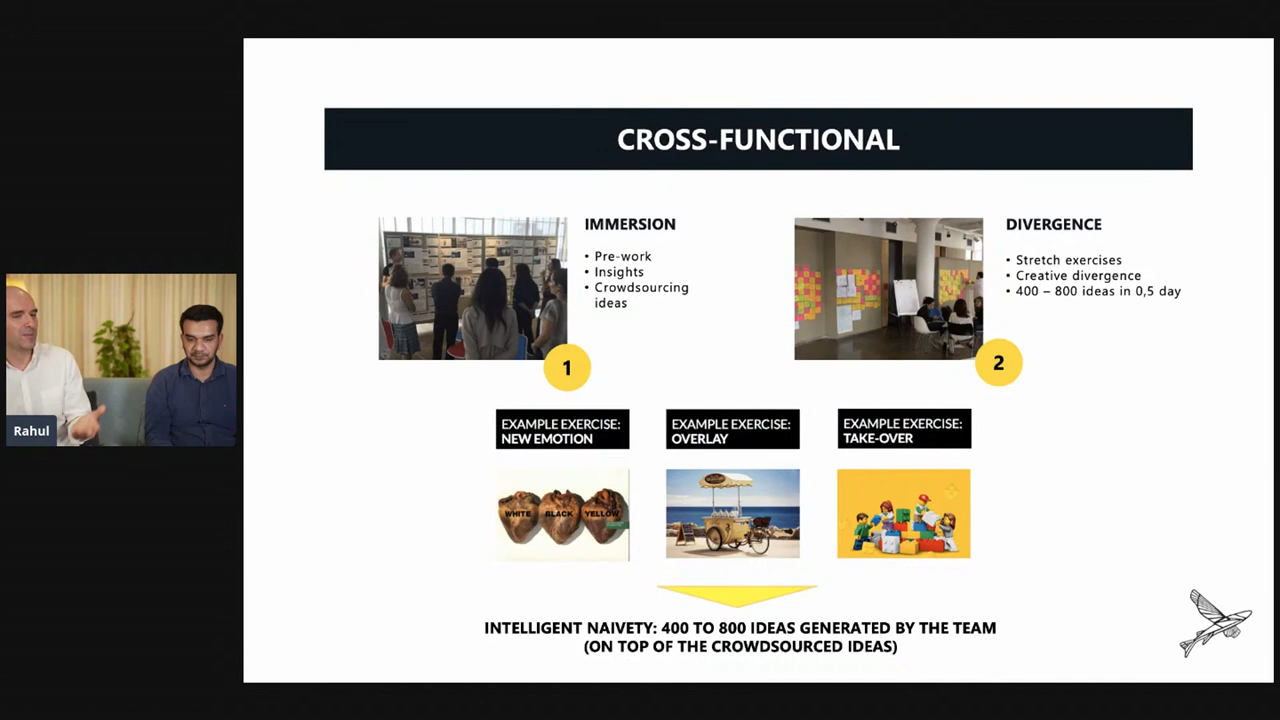 CROSS-FUNCTIONAL
IMMERSION
• Pre-work
• Insights
• Crowdsourcing
ideas
1
DIVERGENCE
• Stretch exercises
• Creative divergence
• 400 – 800 ideas in 0,5 day
2
Rahul
EXAMPLE EXERCISE:
NEW EMOTION
EXAMPLE EXERCISE:
OVERLAY
EXAMPLE EXERCISE:
TAKE-OVER
WHITE BLACK YELLOW
INTELLIGENT NAIVETY: 400 TO 800 IDEAS GENERATED BY THE TEAM
(ON TOP OF THE CROWDSOURCED IDEAS)